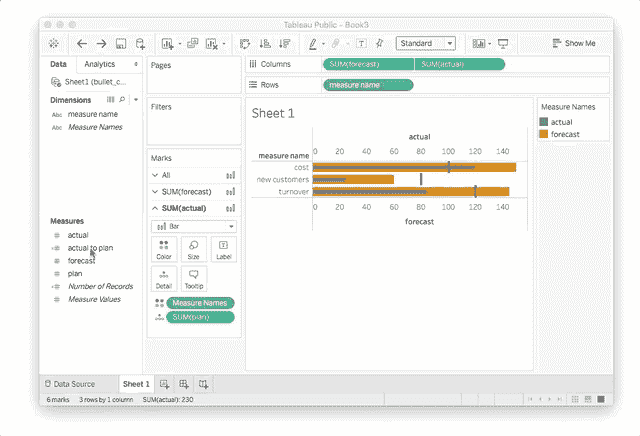 Tableau Public - Book3
Standard
Show Me
Data
Analytics
Sheet1 (bullet_c...
Dimensions
Abc measure name
Abc Measure Names
Measures
# actual
=# actual to plan
# forecast
# plan
=# Number of Records
# Measure Values
Pages
Filters
Marks
All
SUM(forecast)
SUM(actual)
Bar
Color
Size
Label
Detail
Tooltip
Measure Names
SUM(plan)
Columns
SUM(forecast)
SUM(actual)
Rows
measure name
Sheet 1
actual
0 20 40 60 80 100 120 140
measure name
cost
new customers
turnover
0 20 40 60 80 100 120 140
forecast
Measure Names
actual
forecast
Data Source
Sheet 1
6 marks
3 rows by 1 column
SUM(actual): 230